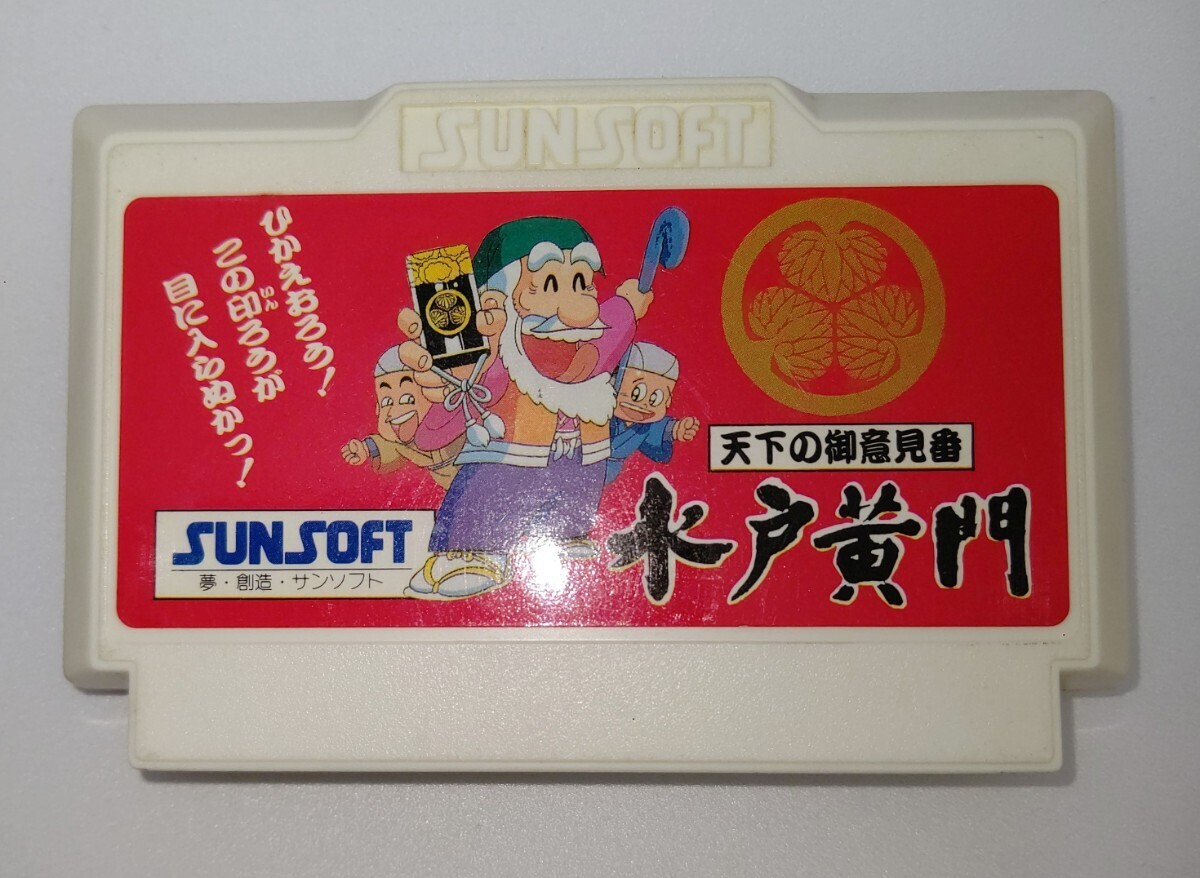 SUNSOFT
ひかえおろう!
この印ろうが
いん
目に入らぬかっ!
天下の御意見番
水戸黄門
SUNSOFT
夢・創造・サンソフト